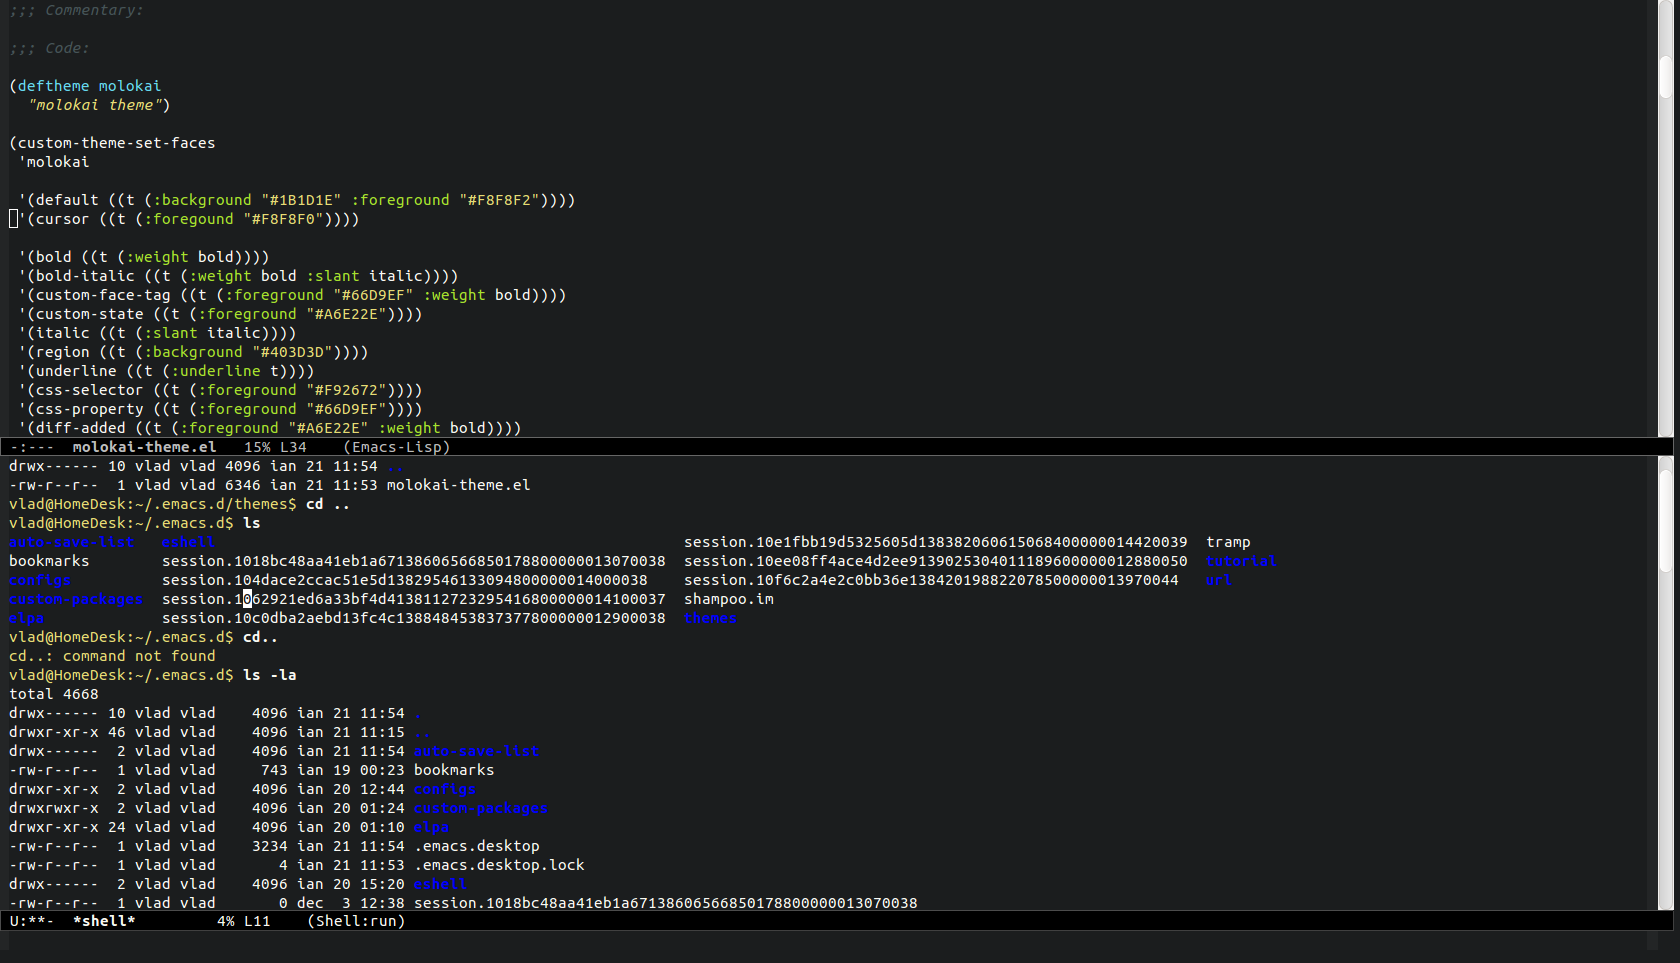 ;;; Commentary:
;;; Code:
(deftheme molokai
  "molokai theme")
(custom-theme-set-faces
 'molokai
 '(default ((t (:background "#1B1D1E" :foreground "#F8F8F2"))))
 '(cursor ((t (:foregound "#F8F8F0"))))
 '(bold ((t (:weight bold))))
 '(bold-italic ((t (:weight bold :slant italic))))
 '(custom-face-tag ((t (:foreground "#66D9EF" :weight bold))))
 '(custom-state ((t (:foreground "#A6E22E"))))
 '(italic ((t (:slant italic))))
 '(region ((t (:background "#403D3D"))))
 '(underline ((t (:underline t))))
 '(css-selector ((t (:foreground "#F92672"))))
 '(css-property ((t (:foreground "#66D9EF"))))
 '(diff-added ((t (:foreground "#A6E22E" :weight bold))))
-:---  molokai-theme.el   15% L34    (Emacs-Lisp)
drwx------ 10 vlad vlad 4096 ian 21 11:54 ..
-rw-r--r--  1 vlad vlad 6346 ian 21 11:53 molokai-theme.el
vlad@HomeDesk:~/.emacs.d/themes$ cd ..
vlad@HomeDesk:~/.emacs.d$ ls
auto-save-list   eshell                                                    session.10e1fbb19d5325605d138382060615068400000014420039  tramp
bookmarks        session.1018bc48aa41eb1a671386065668501788000000​13070038  session.10ee08ff4ace4d2ee913902530401118960000012880050  tutorial
configs          session.104dace2ccac51e5d138295461330948000000​14000038  session.10f6c2a4e2c0bb36e138420198822078500000013970044  url
custom-packages  session.1062921ed6a33bf4d413811272329541680000​0014100037  shampoo.im
elpa             session.10c0dba2aebd13fc4c138848453837377800000012900038  themes
vlad@HomeDesk:~/.emacs.d$ cd..
cd..: command not found
vlad@HomeDesk:~/.emacs.d$ ls -la
total 4668
drwx------ 10 vlad vlad    4096 ian 21 11:54 .
drwxr-xr-x 46 vlad vlad    4096 ian 21 11:15 ..
drwx------  2 vlad vlad    4096 ian 21 11:54 auto-save-list
-rw-r--r--  1 vlad vlad     743 ian 19 00:23 bookmarks
drwxr-xr-x  2 vlad vlad    4096 ian 20 12:44 configs
drwxrwxr-x  2 vlad vlad    4096 ian 20 01:24 custom-packages
drwxr-xr-x 24 vlad vlad    4096 ian 20 01:10 elpa
-rw-r--r--  1 vlad vlad    3234 ian 21 11:54 .emacs.desktop
-rw-r--r--  1 vlad vlad       4 ian 21 11:53 .emacs.desktop.lock
drwx------  2 vlad vlad    4096 ian 20 15:20 eshell
-rw-r--r--  1 vlad vlad       0 dec  3 12:38 session.1018bc48aa41eb1a67138606566850178800000013070038
U:**-  *shell*         4% L11    (Shell:run)